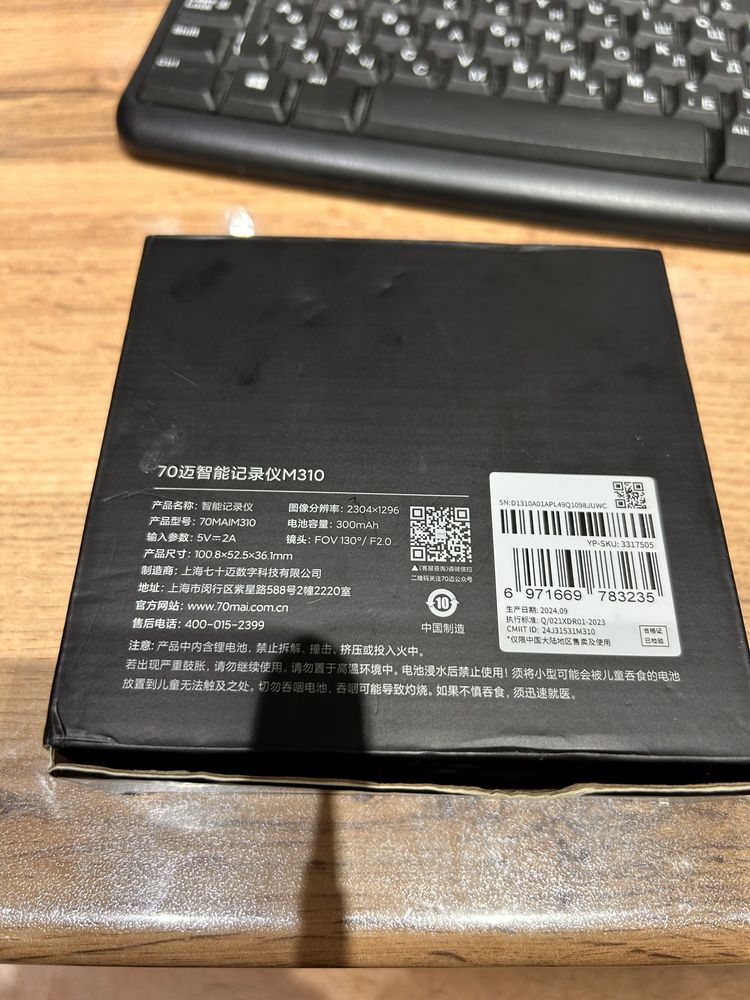 70迈智能记录仪M310
产品名称: 智能记录仪
产品型号: 70MAIM310
输入参数: 5V⎓2A
产品尺寸: 100.8×52.5×36.1mm
制造商: 上海七十迈数字科技有限公司
地址: 上海市闵行区紫星路588号2幢2220室
官方网站: www.70mai.com.cn
售后电话: 400-015-2399
图像分辨率: 2304×1296
电池容量: 300mAh
镜头: FOV 130°/ F2.0
▲(客服咨询)请微信扫
二维码关注70迈公众号
10
中国制造
注意: 产品中内含锂电池, 禁止拆解、撞击、挤压或投入火中。
若出现严重鼓胀, 请勿继续使用。请勿置于高温环境中。电池浸水后禁止使用! 须将小型可能会被儿童吞食的电池
放置到儿童无法触及之处。切勿吞咽电池, 吞咽可能导致灼烧。如果不慎吞食, 须迅速就医。
SN:D1310A01APL49Q1098JUWC
YP-SKU: 3317505
6 971669 783235
生产日期: 2024.09
执行标准: Q/021XDR01-2023
CMIIT ID: 24J31531M310
*仅限中国大陆地区售卖及使用
合格证
已检验